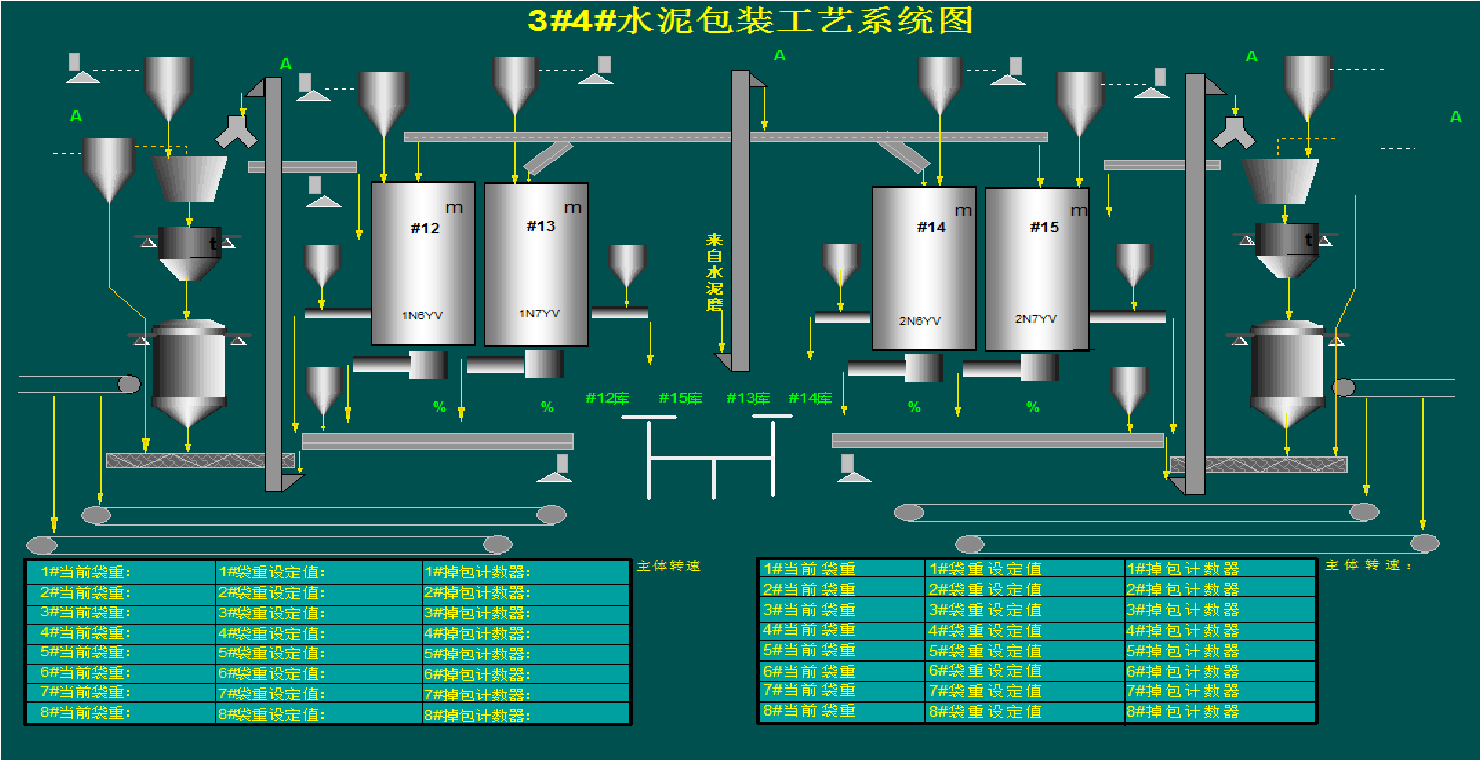 3#4#水泥包装工艺系统图
A
A
A
A
A
t
m
#12
1N6YV
m
#13
1N7YV
来自水泥磨
m
#14
2N6YV
m
#15
2N7YV
t
%
%
#12库
#15库
#13库
#14库
%
%
1#当前袋重: 1#袋重设定值: 1#掉包计数器:
2#当前袋重: 2#袋重设定值: 2#掉包计数器:
3#当前袋重: 3#袋重设定值: 3#掉包计数器:
4#当前袋重: 4#袋重设定值: 4#掉包计数器:
5#当前袋重: 5#袋重设定值: 5#掉包计数器:
6#当前袋重: 6#袋重设定值: 6#掉包计数器:
7#当前袋重: 7#袋重设定值: 7#掉包计数器:
8#当前袋重: 8#袋重设定值: 8#掉包计数器:
主体转速
1#当前袋重 1#袋重设定值 1#掉包计数器
2#当前袋重 2#袋重设定值 2#掉包计数器
3#当前袋重 3#袋重设定值 3#掉包计数器
4#当前袋重 4#袋重设定值 4#掉包计数器
5#当前袋重 5#袋重设定值 5#掉包计数器
6#当前袋重 6#袋重设定值 6#掉包计数器
7#当前袋重 7#袋重设定值 7#掉包计数器
8#当前袋重 8#袋重设定值 8#掉包计数器
主体转速: